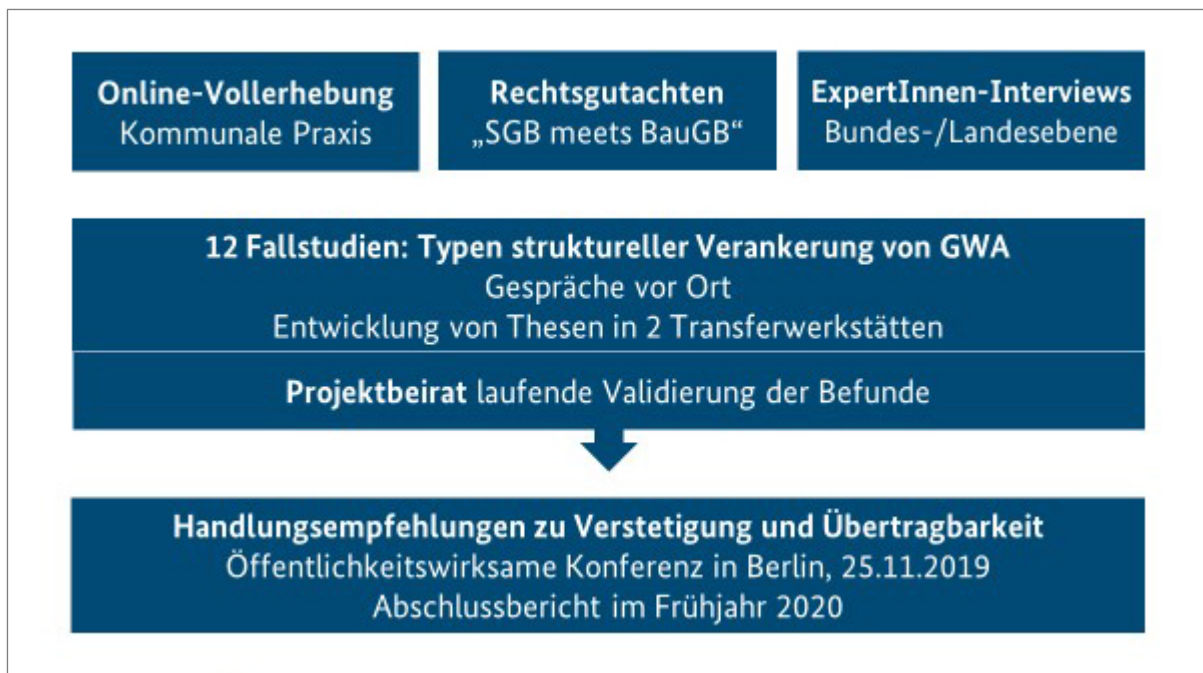 Online-Vollerhebung
Kommunale Praxis
Rechtsgutachten
„SGB meets BauGB“
ExpertInnen-Interviews
Bundes-/Landesebene
12 Fallstudien: Typen struktureller Verankerung von GWA
Gespräche vor Ort
Entwicklung von Thesen in 2 Transferwerkstätten
Projektbeirat laufende Validierung der Befunde
Handlungsempfehlungen zu Verstetigung und Übertragbarkeit
Öffentlichkeitswirksame Konferenz in Berlin, 25.11.2019
Abschlussbericht im Frühjahr 2020